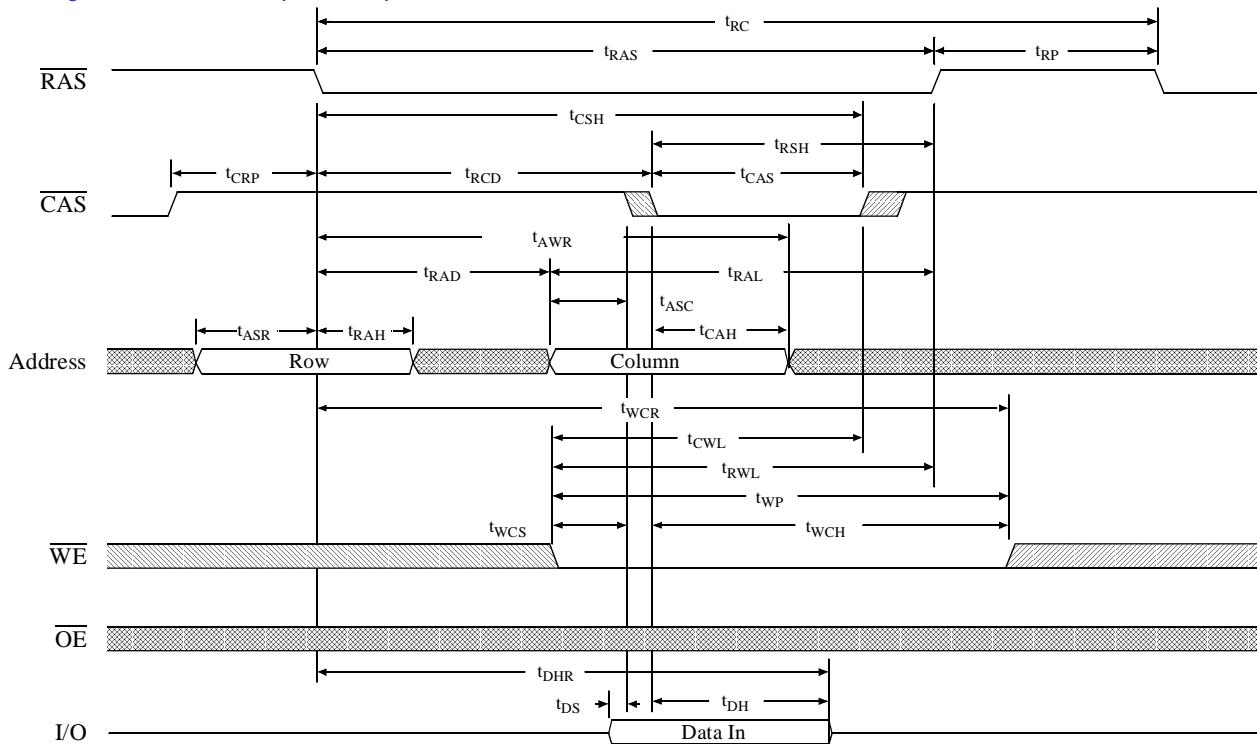 tRC
tRAS
tRP
RAS
tCSH
tRSH
tCRP
tRCD
tCAS
CAS
tAWR
tRAD
tRAL
tASC
tASR
tRAH
tCAH
Address
Row
Column
tWCR
tCWL
tRWL
tWP
tWCS
tWCH
WE
OE
tDHR
tDS
tDH
I/O
Data In